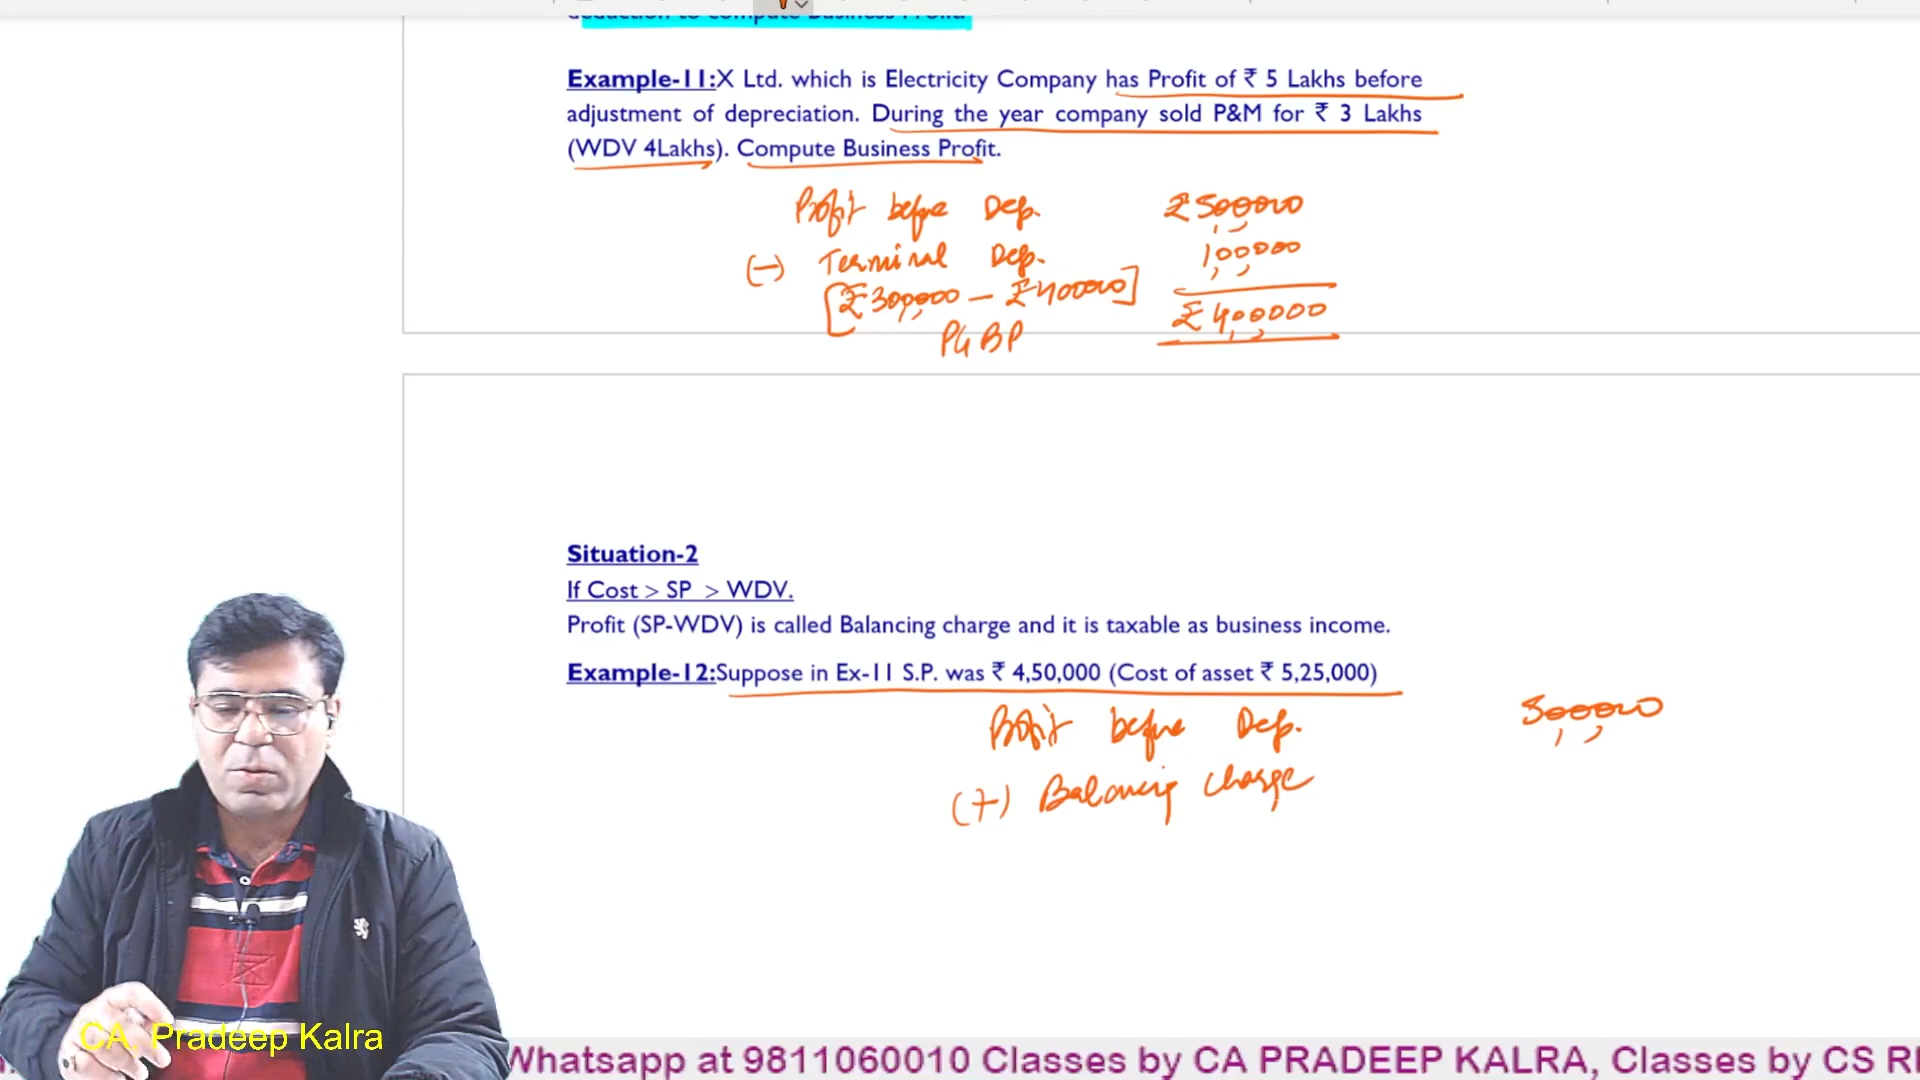 deduction to compute Business Profit.
Example-11:X Ltd. which is Electricity Company has Profit of ₹ 5 Lakhs before
adjustment of depreciation. During the year company sold P&M for ₹ 3 Lakhs
(WDV 4Lakhs). Compute Business Profit.
Profit before Dep. ₹ 500000
(-) Terminal Dep. 100000
[₹300000 - ₹400000]
PGBP ₹ 400000
Situation-2
If Cost > SP > WDV.
Profit (SP-WDV) is called Balancing charge and it is taxable as business income.
Example-12:Suppose in Ex-11 S.P. was ₹ 4,50,000 (Cost of asset ₹ 5,25,000)
Profit before Dep. 500000
(+) Balancing charge
CA. Pradeep Kalra
Whatsapp at 9811060010 Classes by CA PRADEEP KALRA, Classes by CS